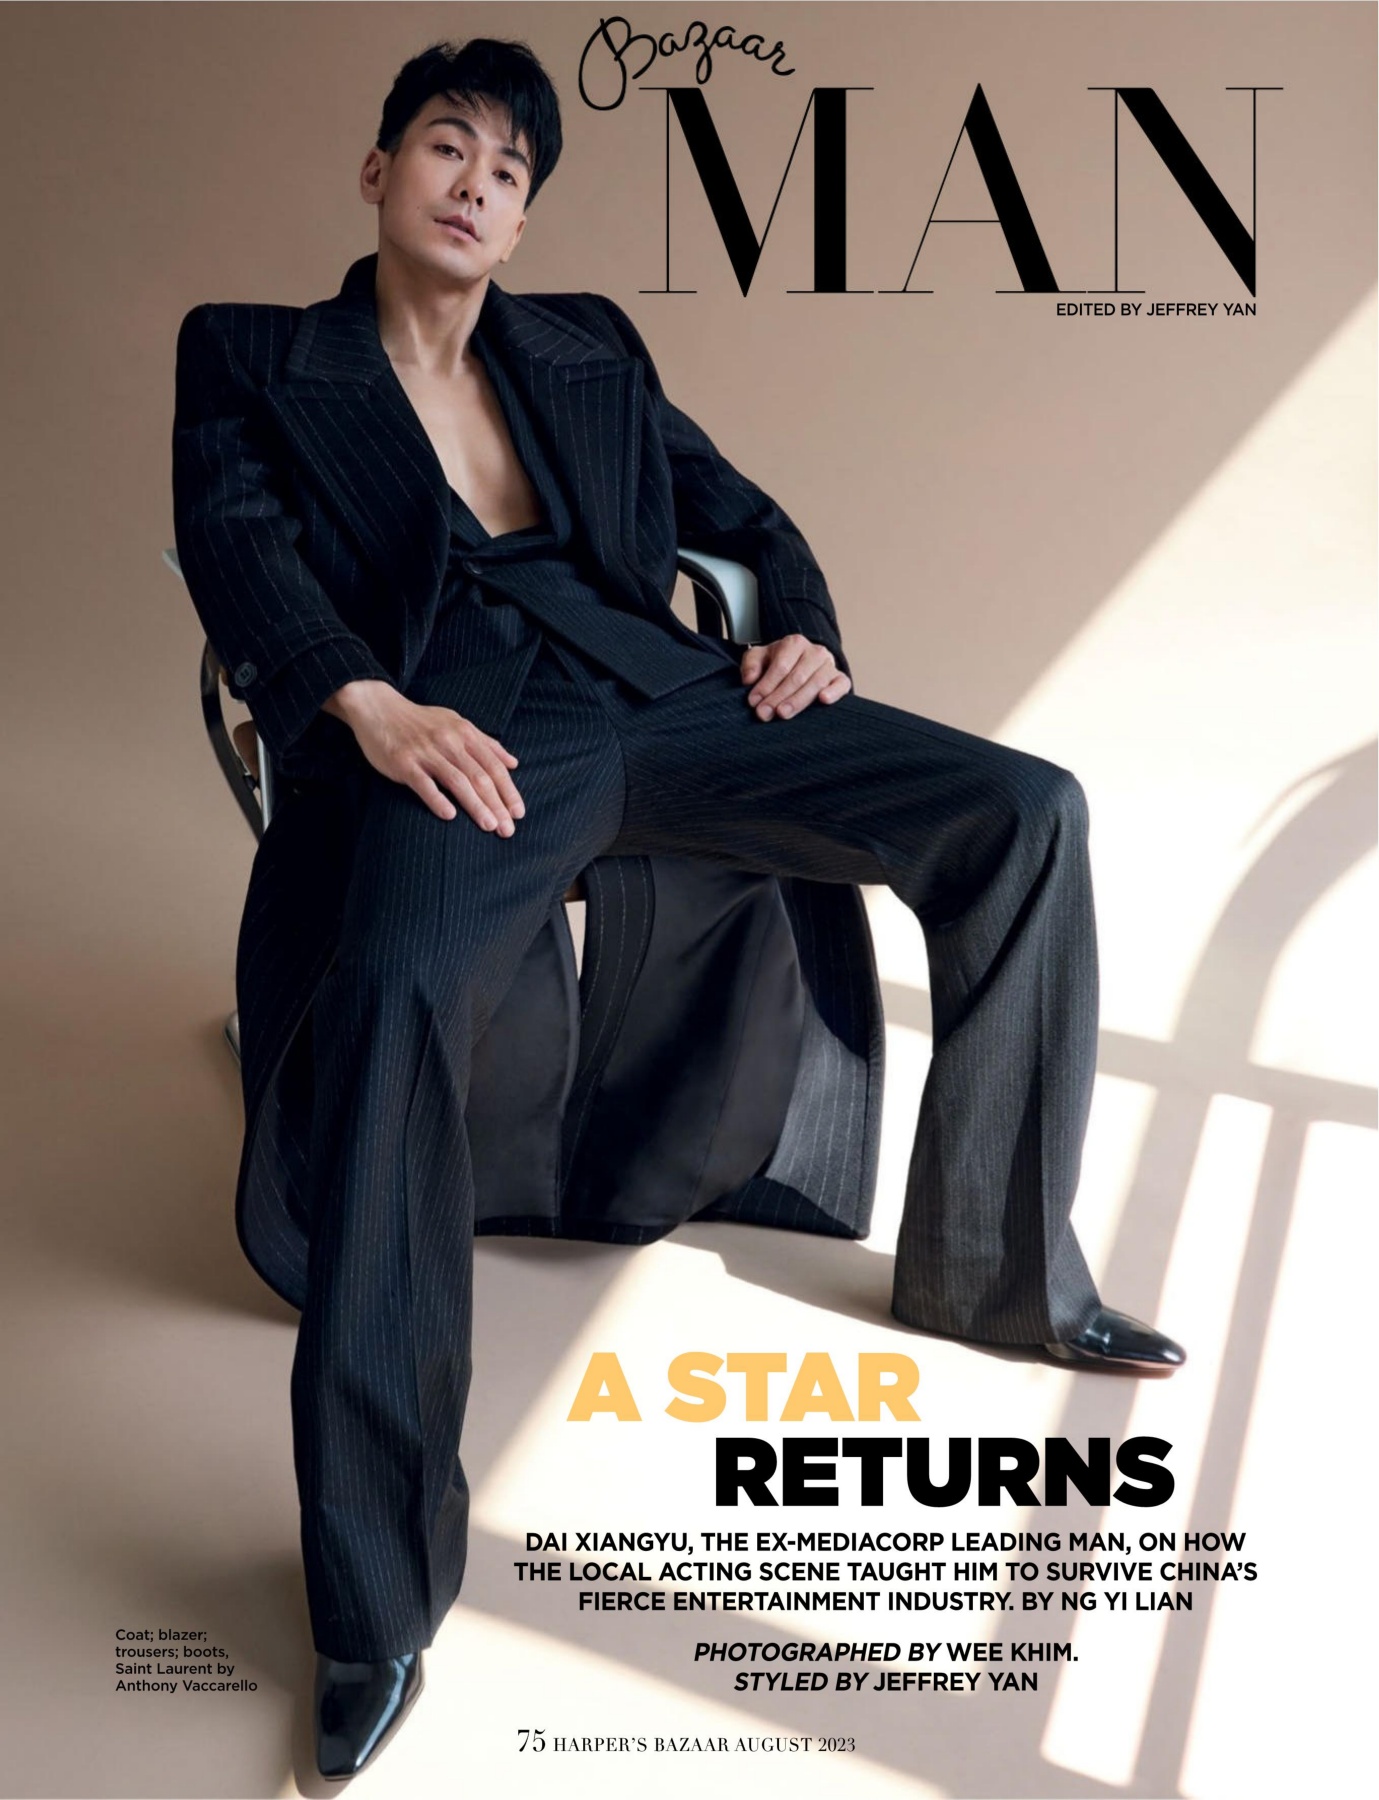 Bazaar
MAN
EDITED BY JEFFREY YAN
A STAR
RETURNS
DAI XIANGYU, THE EX-MEDIACORP LEADING MAN, ON HOW
THE LOCAL ACTING SCENE TAUGHT HIM TO SURVIVE CHINA’S
FIERCE ENTERTAINMENT INDUSTRY. BY NG YI LIAN
PHOTOGRAPHED BY WEE KHIM.
STYLED BY JEFFREY YAN
Coat; blazer;
trousers; boots,
Saint Laurent by
Anthony Vaccarello
75 HARPER’S BAZAAR AUGUST 2023